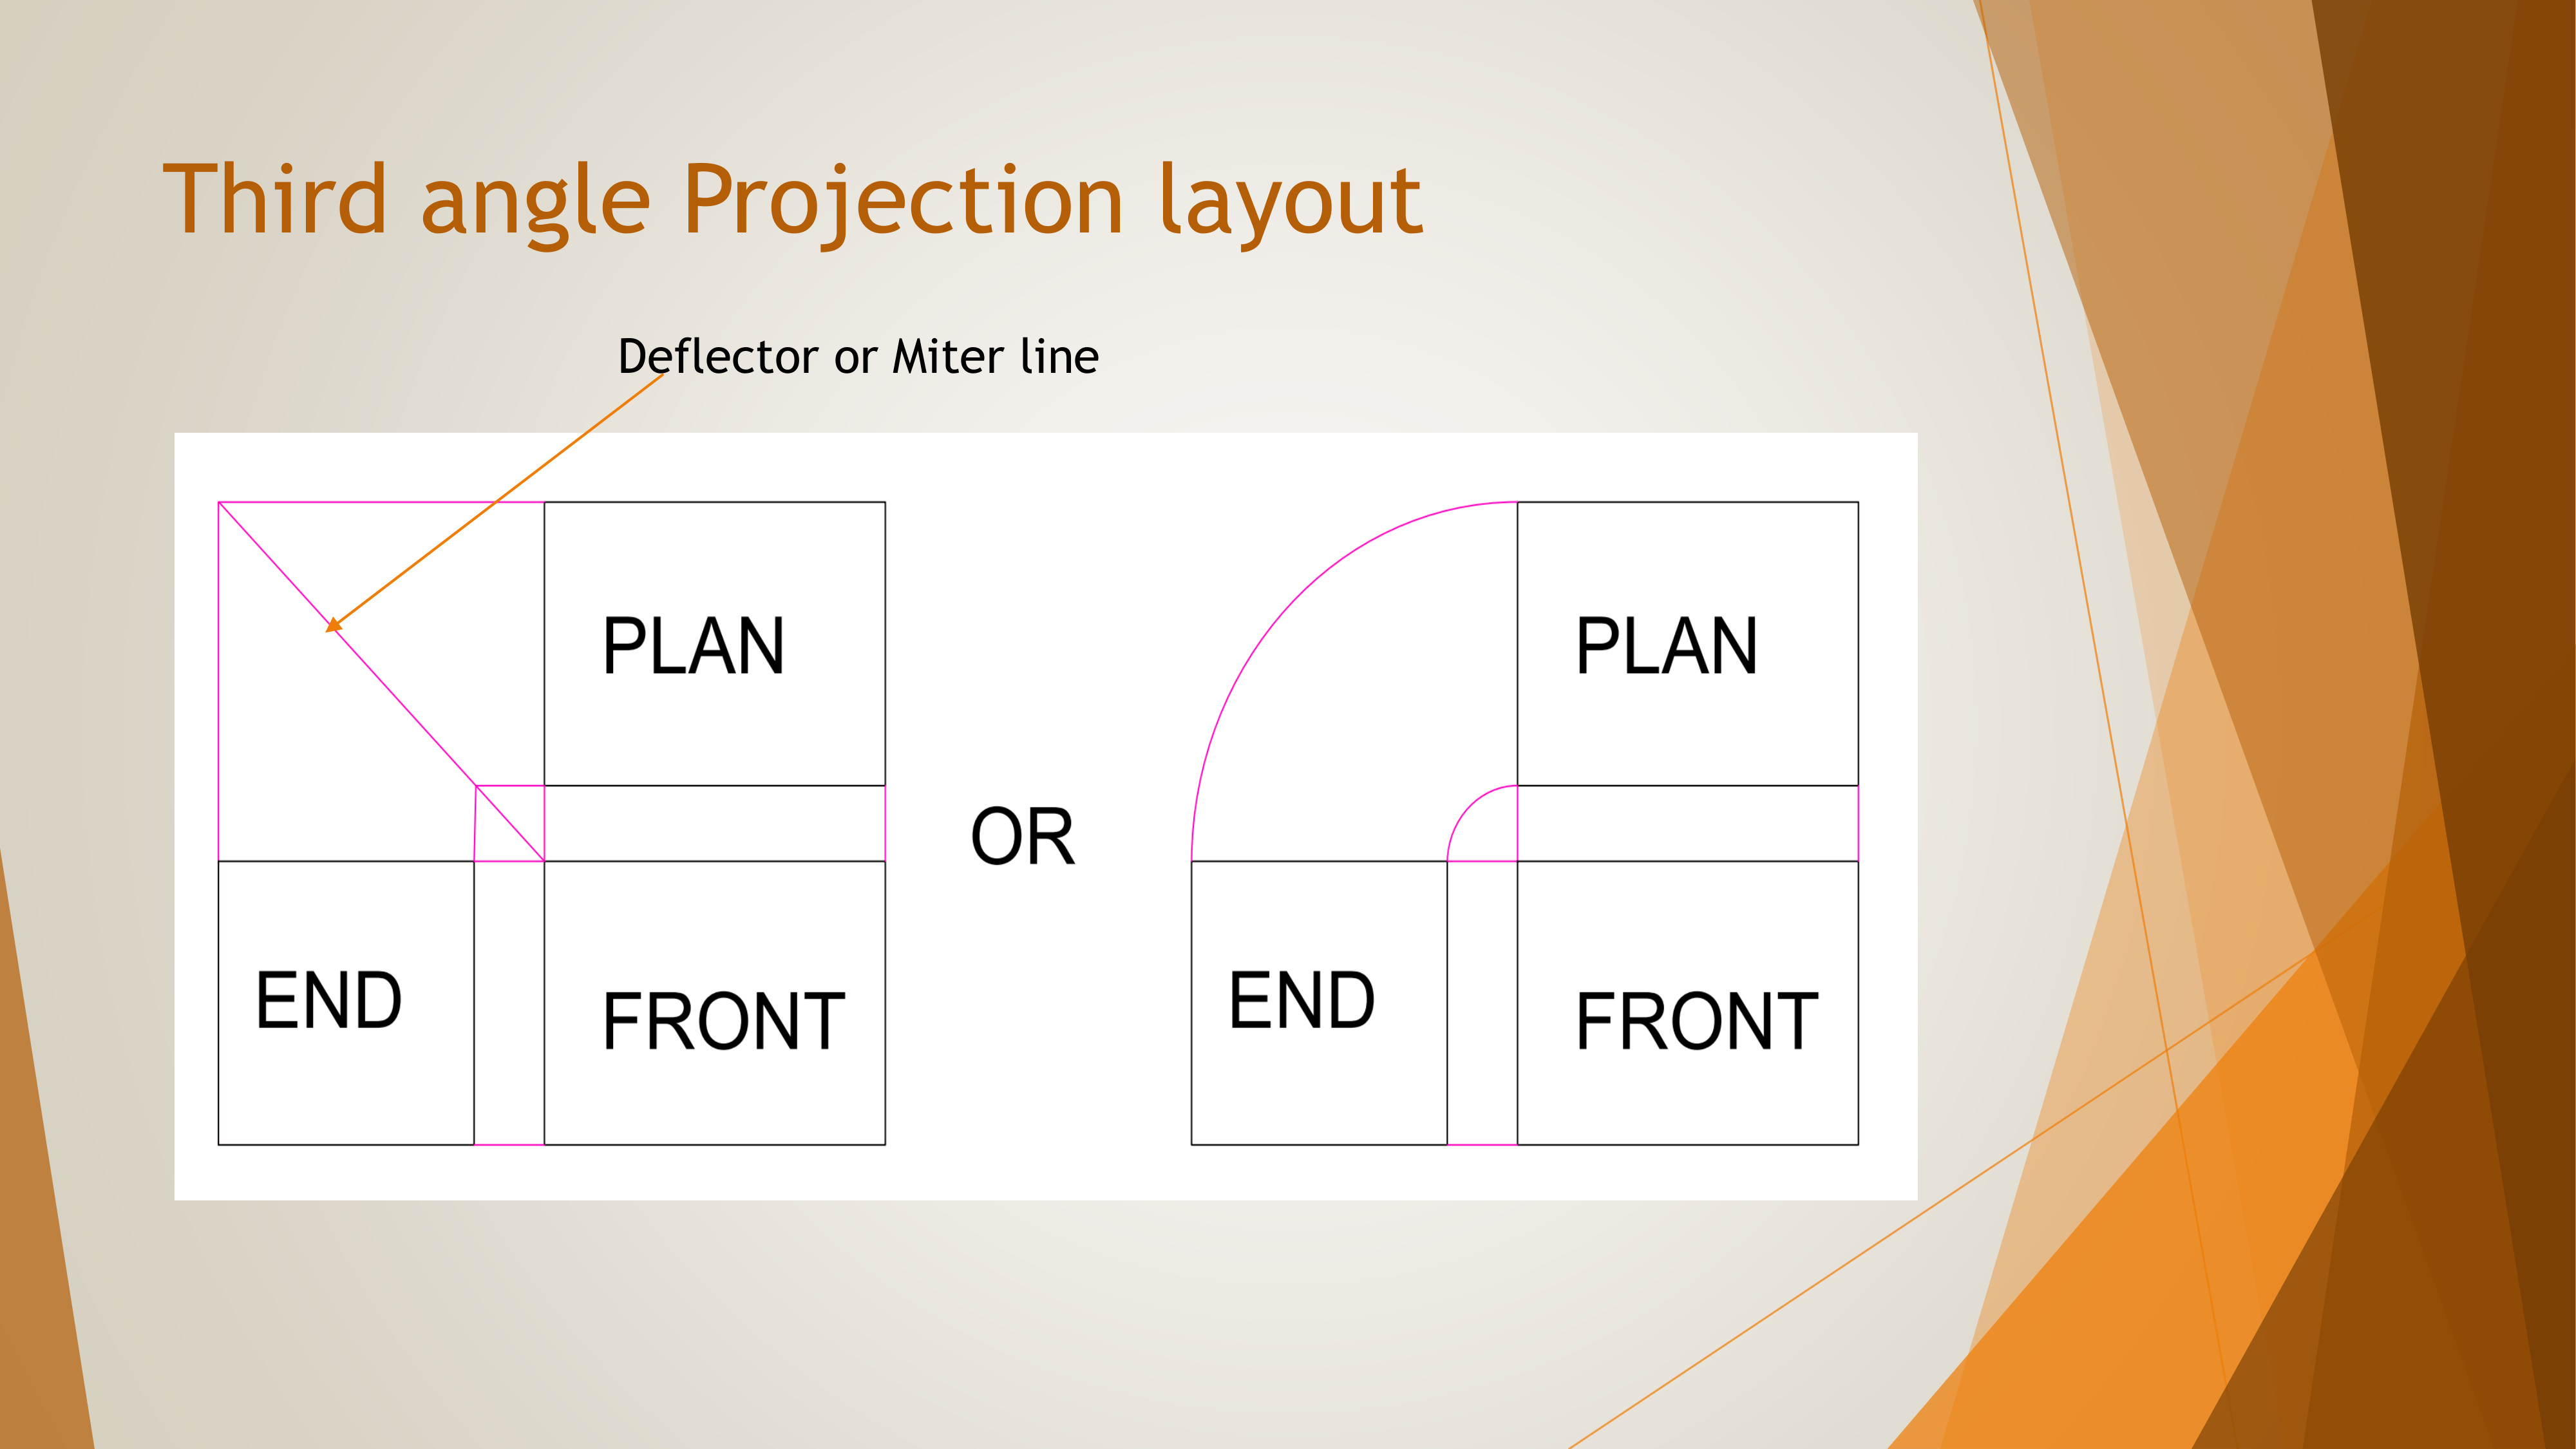 Third angle Projection layout
Deflector or Miter line
PLAN
END
FRONT
OR
PLAN
END
FRONT